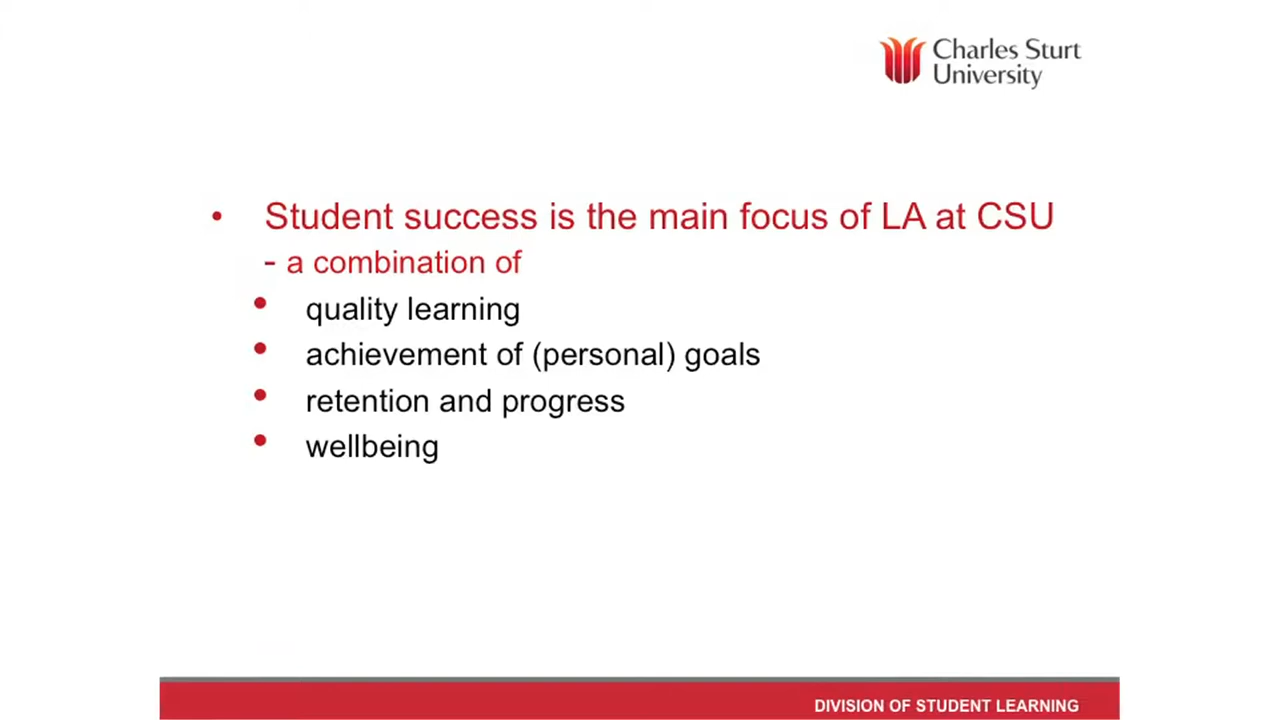 Charles Sturt
University
• Student success is the main focus of LA at CSU
- a combination of
• quality learning
• achievement of (personal) goals
• retention and progress
• wellbeing
DIVISION OF STUDENT LEARNING